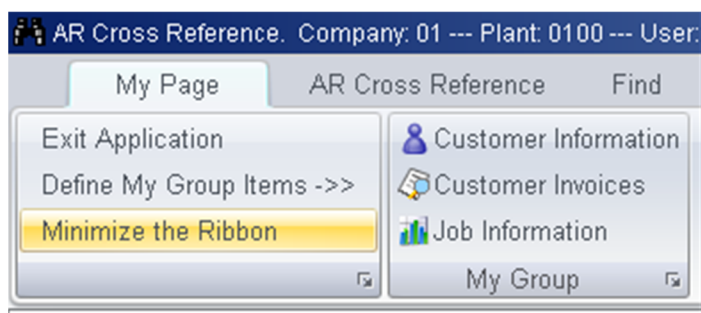 AR Cross Reference. Company: 01 --- Plant: 0100 --- User:
My Page AR Cross Reference Find
Exit Application
Define My Group Items ->>
Minimize the Ribbon
Customer Information
Customer Invoices
Job Information
My Group